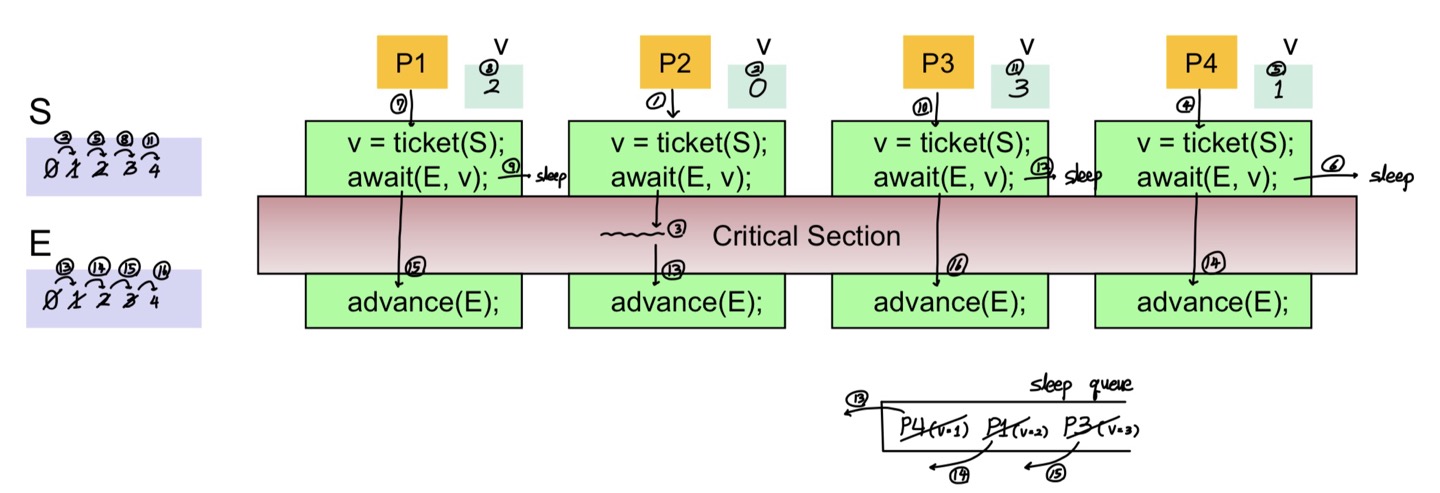 P1 V P2 V P3 V P4 V
⑧ ② ⑪ ⑤
2 0 3 1
⑦ ① ⑩ ④
S
② ⑤ ⑧ ⑪
0 1 2 3 4
v = ticket(S); v = ticket(S); v = ticket(S); v = ticket(S);
await(E, v); ⑨ sleep await(E, v); await(E, v); ⑫ sleep await(E, v); ⑥ sleep
③ Critical Section
E
⑬ ⑭ ⑮ ⑯
0 1 2 3 4
⑮ ⑬ ⑯ ⑭
advance(E); advance(E); advance(E); advance(E);
sleep queue
⑬
P4(v=1) P1(v=2) P3(v=3)
⑭ ⑮